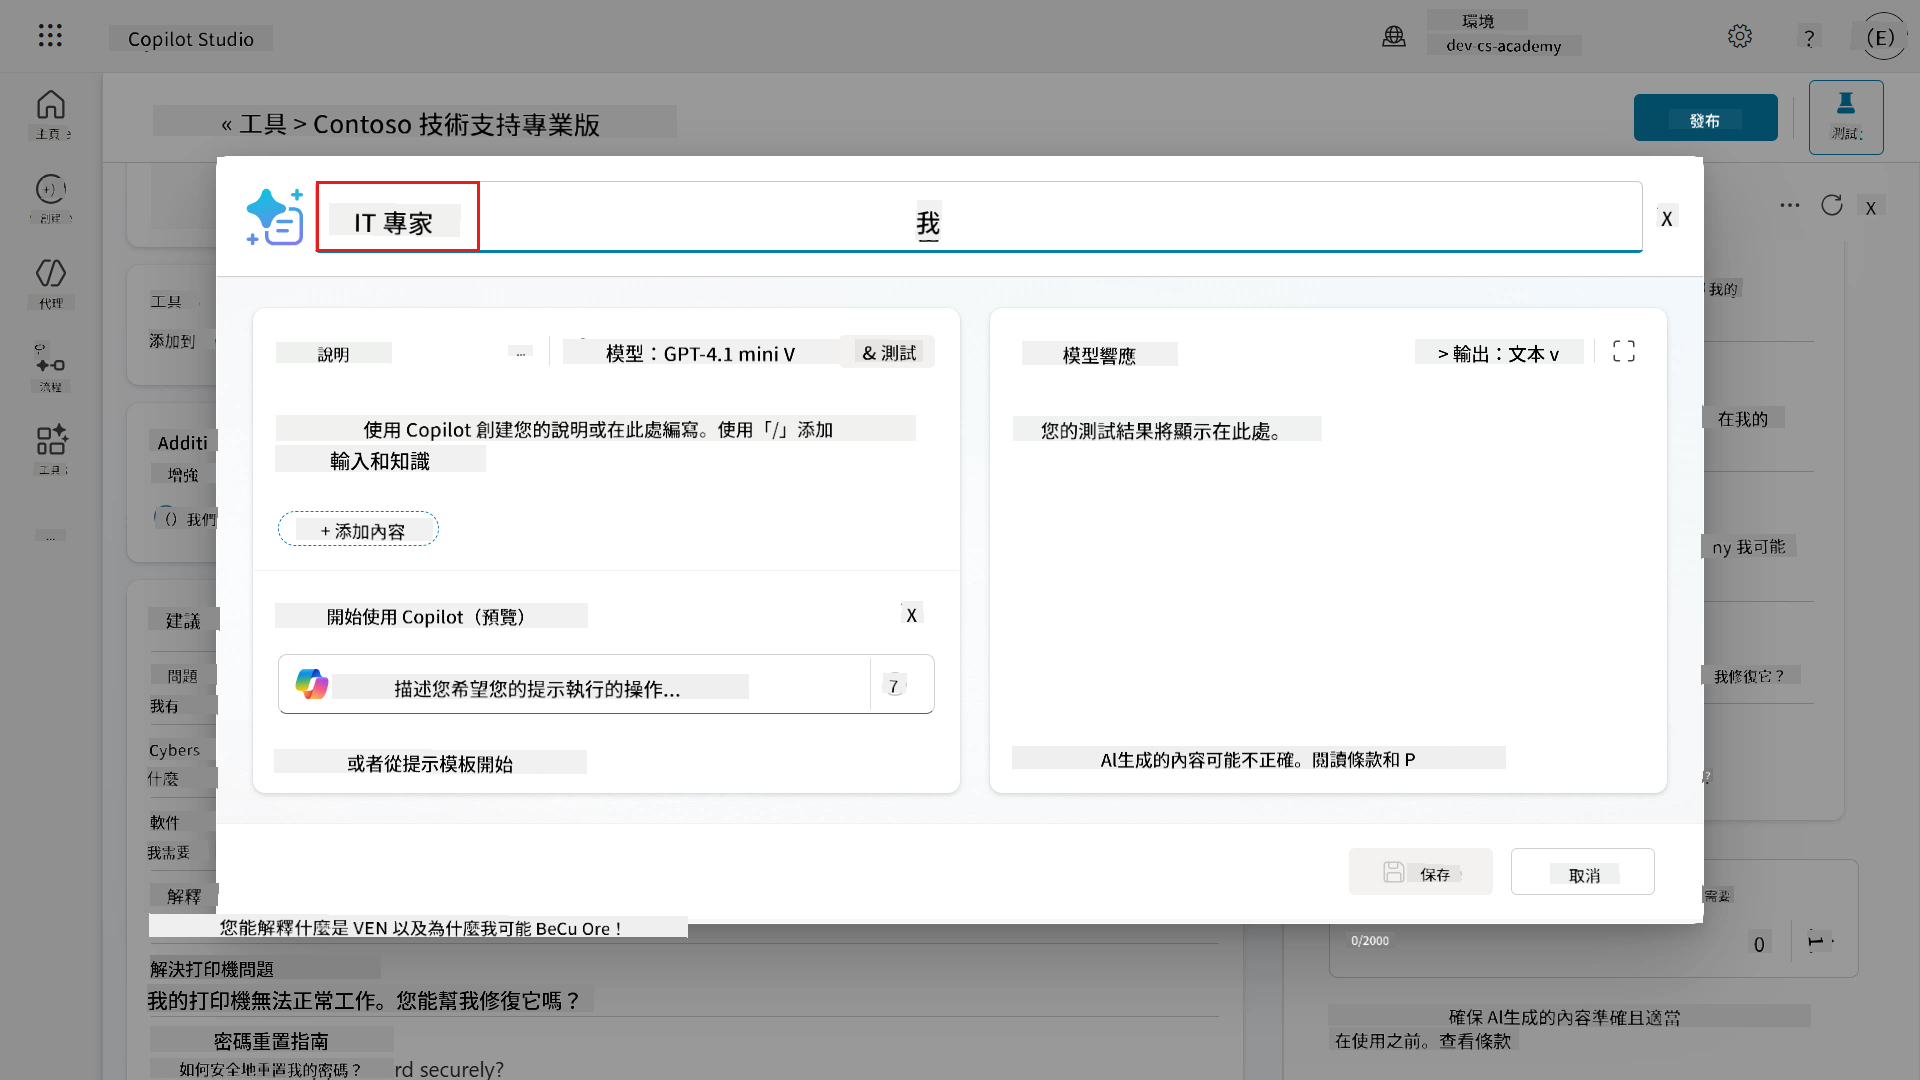 Copilot Studio
環境
dev-cs-academy
?
(E)
主頁
« 工具 > Contoso 技術支持專業版
發布
測試:
創建
代理
流程
工具
...
IT 專家
我
X
X
工具
添加到
Additi
增強
() 我們
建議
問題
我有
Cybers
什麼
軟件
我需要
解釋
說明
...
模型：GPT-4.1 mini V
& 測試
使用 Copilot 創建您的說明或在此處編寫。使用「/」添加
輸入和知識
+ 添加內容
開始使用 Copilot（預覽）
X
描述您希望您的提示執行的操作...
7
或者從提示模板開始
模型響應
> 輸出：文本 v
您的測試結果將顯示在此處。
AI生成的內容可能不正確。閱讀條款和 P
保存
取消
我的
在我的
ny 我可能
我修復它？
?
需要
您能解釋什麼是 VEN 以及為什麼我可能 BeCu Ore！
解決打印機問題
我的打印機無法正常工作。您能幫我修復它嗎？
密碼重置指南
如何安全地重置我的密碼？ rd securely?
0/2000
0
確保 AI生成的內容準確且適當
在使用之前。查看條款